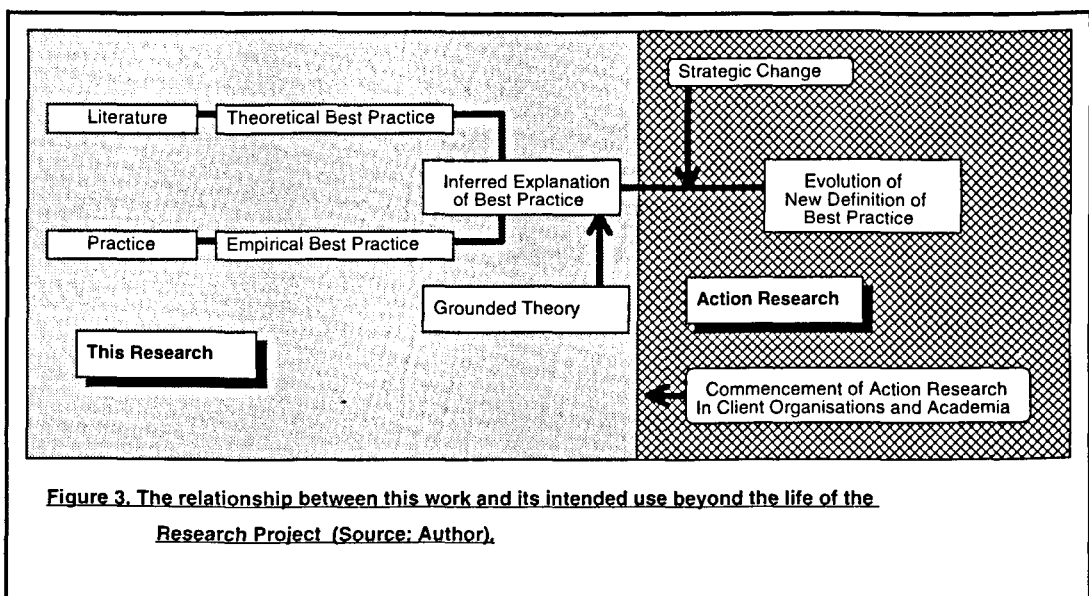 Strategic Change
Literature
Theoretical Best Practice
Inferred Explanation
of Best Practice
Evolution of
New Definition of
Best Practice
Practice
Empirical Best Practice
Grounded Theory
Action Research
This Research
Commencement of Action Research
In Client Organisations and Academia
Figure 3. The relationship between this work and its intended use beyond the life of the
Research Project (Source: Author).